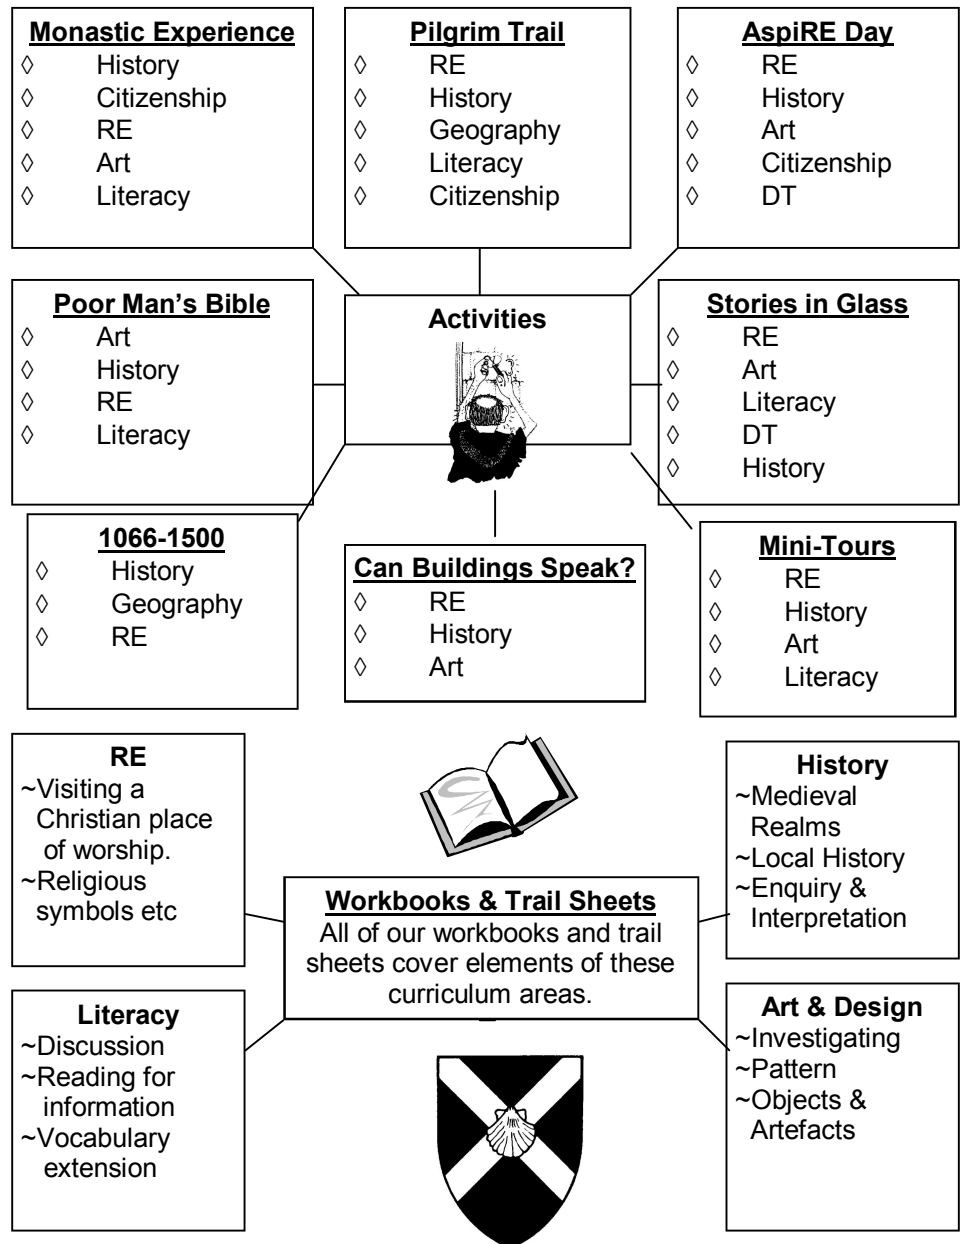 Monastic Experience
◊ History
◊ Citizenship
◊ RE
◊ Art
◊ Literacy
Pilgrim Trail
◊ RE
◊ History
◊ Geography
◊ Literacy
◊ Citizenship
AspiRE Day
◊ RE
◊ History
◊ Art
◊ Citizenship
◊ DT
Poor Man’s Bible
◊ Art
◊ History
◊ RE
◊ Literacy
Activities
Stories in Glass
◊ RE
◊ Art
◊ Literacy
◊ DT
◊ History
1066-1500
◊ History
◊ Geography
◊ RE
Can Buildings Speak?
◊ RE
◊ History
◊ Art
Mini-Tours
◊ RE
◊ History
◊ Art
◊ Literacy
RE
~Visiting a
Christian place
of worship.
~Religious
symbols etc
History
~Medieval
Realms
~Local History
~Enquiry &
Interpretation
Workbooks & Trail Sheets
All of our workbooks and trail
sheets cover elements of these
curriculum areas.
Literacy
~Discussion
~Reading for
information
~Vocabulary
extension
Art & Design
~Investigating
~Pattern
~Objects &
Artefacts